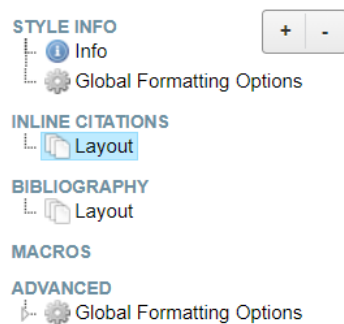 STYLE INFO
+ -
Info
Global Formatting Options
INLINE CITATIONS
Layout
BIBLIOGRAPHY
Layout
MACROS
ADVANCED
Global Formatting Options